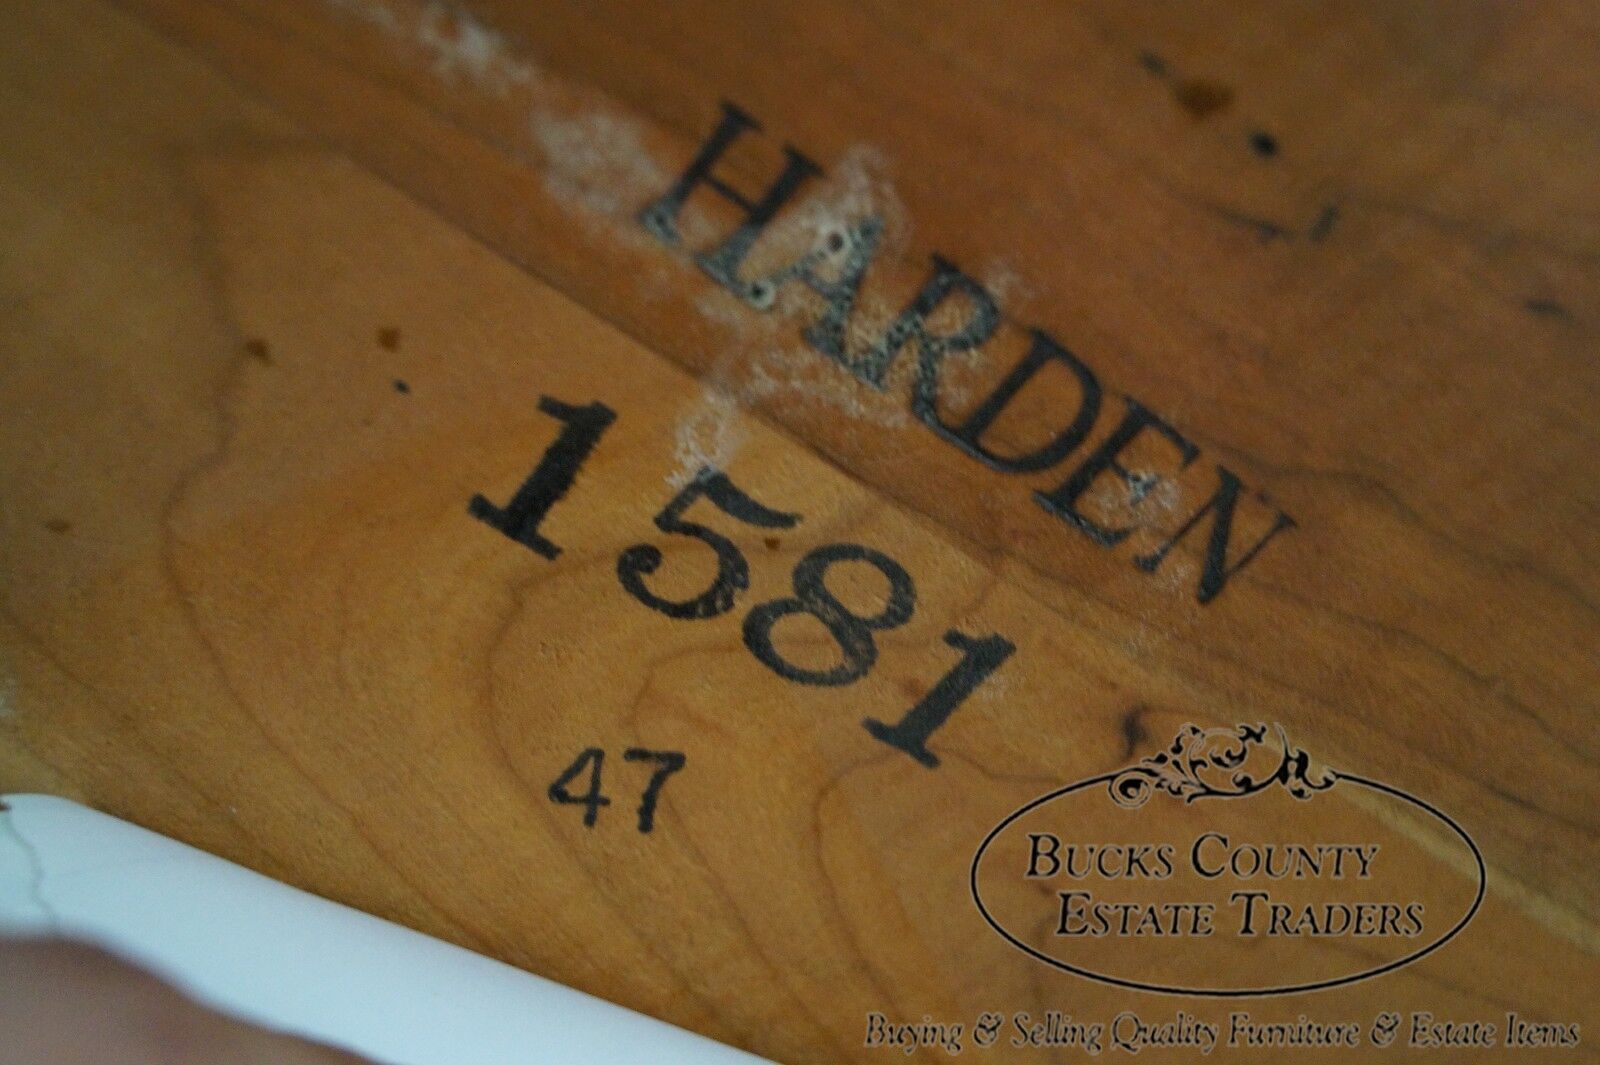 HARDEN
1581
47
BUCKS COUNTY
ESTATE TRADERS
Buying & Selling Quality Furniture & Estate Items